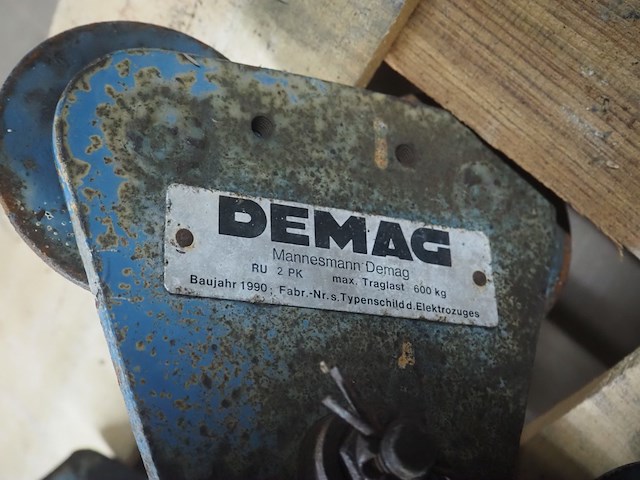 DEMAG
Mannesmann Demag
RU 2 PK max. Traglast 600 kg
Baujahr 1990; Fabr.-Nr.s.Typenschild d.Elektrozuges